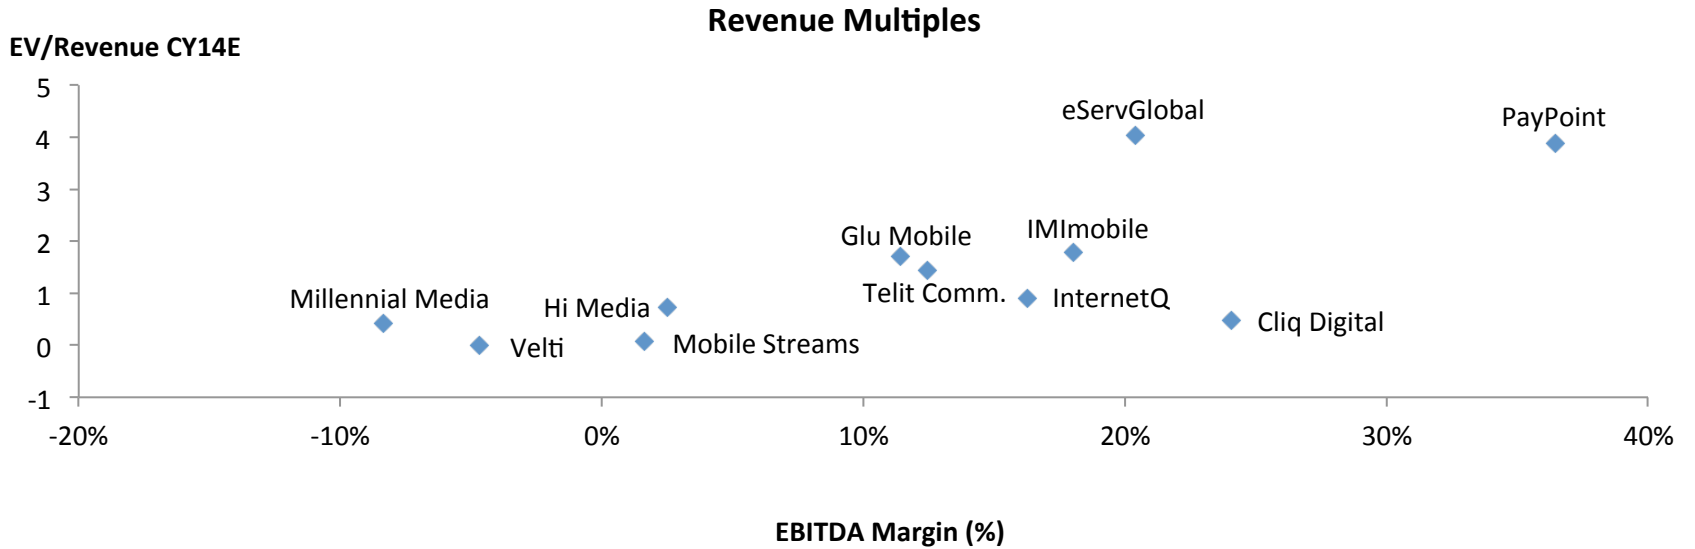 Revenue Multiples
EV/Revenue CY14E
5
eServGlobal
PayPoint
4
3
2
Glu Mobile
IMImobile
1
Millennial Media
Hi Media
Telit Comm.
InternetQ
Cliq Digital
0
Velti
Mobile Streams
-1
-20%
-10%
0%
10%
20%
30%
40%
EBITDA Margin (%)